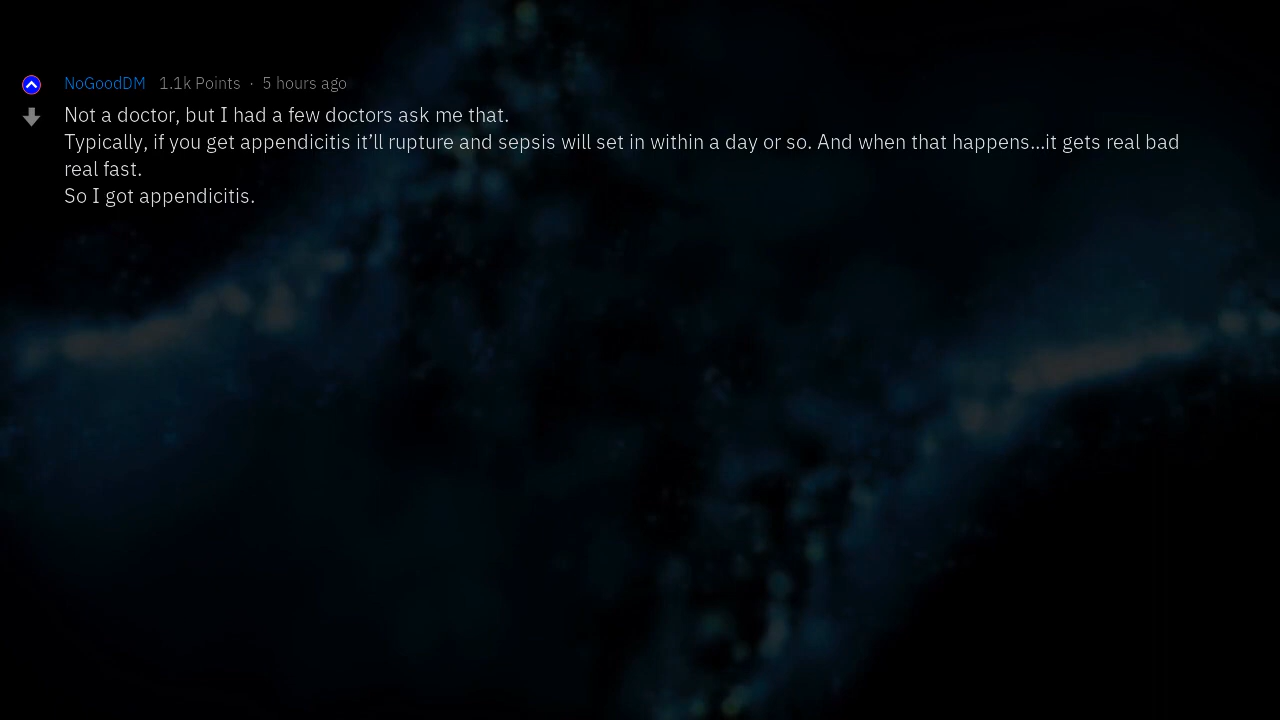 NoGoodDM 1.1k Points · 5 hours ago
Not a doctor, but I had a few doctors ask me that.
Typically, if you get appendicitis it’ll rupture and sepsis will set in within a day or so. And when that happens...it gets real bad
real fast.
So I got appendicitis.